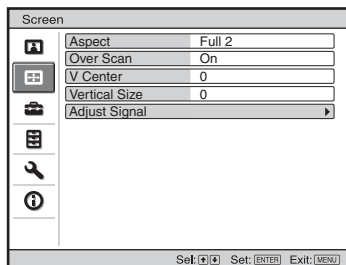 Screen
Aspect Full 2
Over Scan On
V Center 0
Vertical Size 0
Adjust Signal
Sel: Set: ENTER Exit: MENU